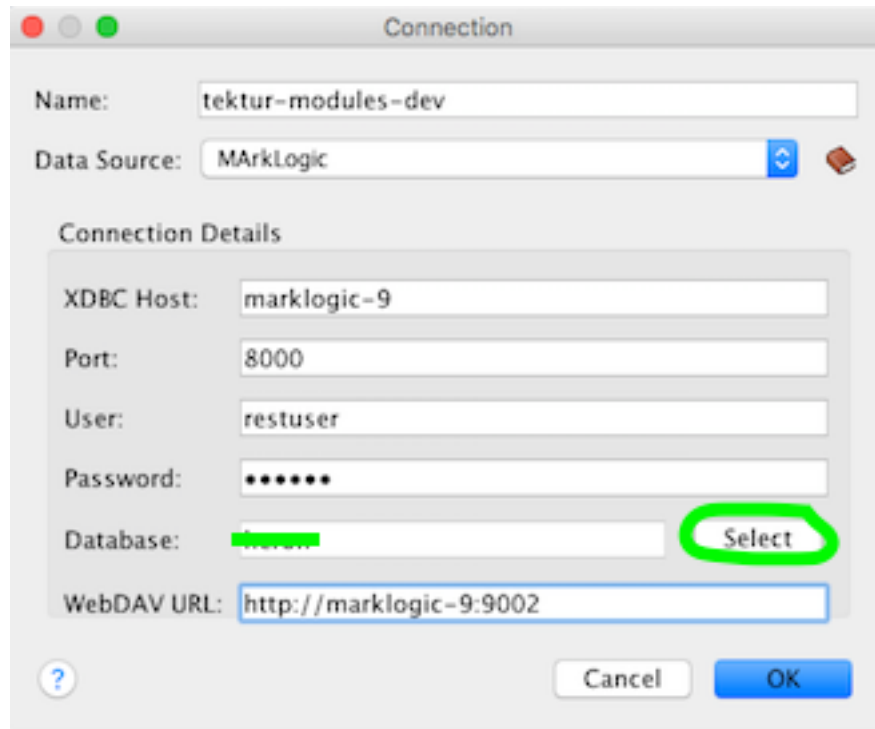 Connection
Name: tektur-modules-dev
Data Source: MArkLogic
Connection Details
XDBC Host: marklogic-9
Port: 8000
User: restuser
Password: ••••••
Database: Select
WebDAV URL: http://marklogic-9:9002
? Cancel OK